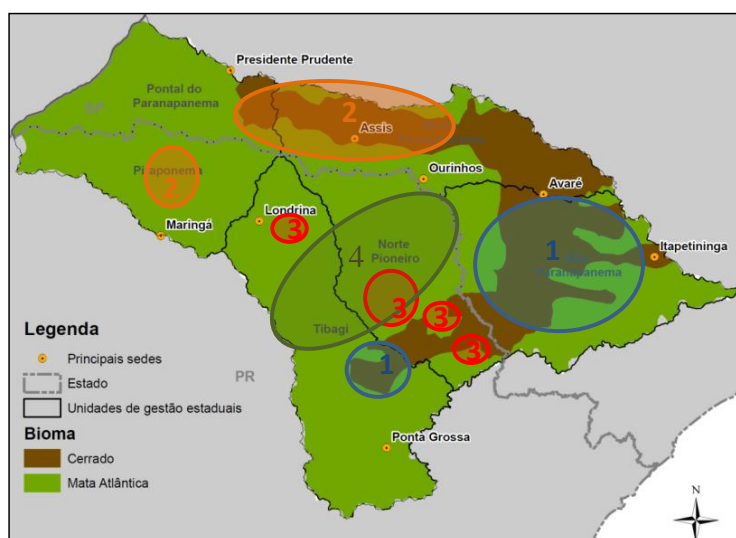 Presidente Prudente
Pontal do
Paranapanema
SP
2
Assis
Ourinhos
Piraponema
2
Avaré
Londrina
3
Maringá
Norte
Pioneiro
4
1
Paranapanema
Itapetininga
3
3
Tibagi
3
1
PR
Ponta Grossa
Legenda
Principais sedes
Estado
Unidades de gestão estaduais
Bioma
Cerrado
Mata Atlântica
N